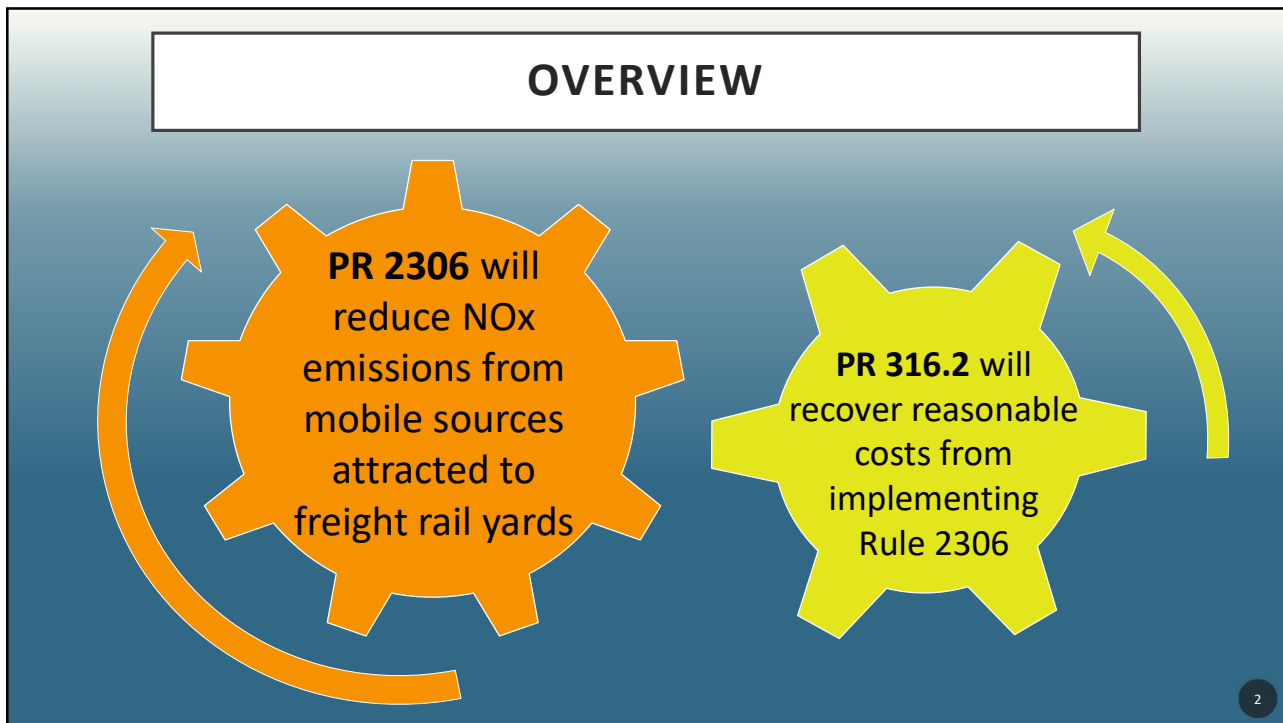 OVERVIEW
PR 2306 will
reduce NOx
emissions from
mobile sources
attracted to
freight rail yards
PR 316.2 will
recover reasonable
costs from
implementing
Rule 2306
2